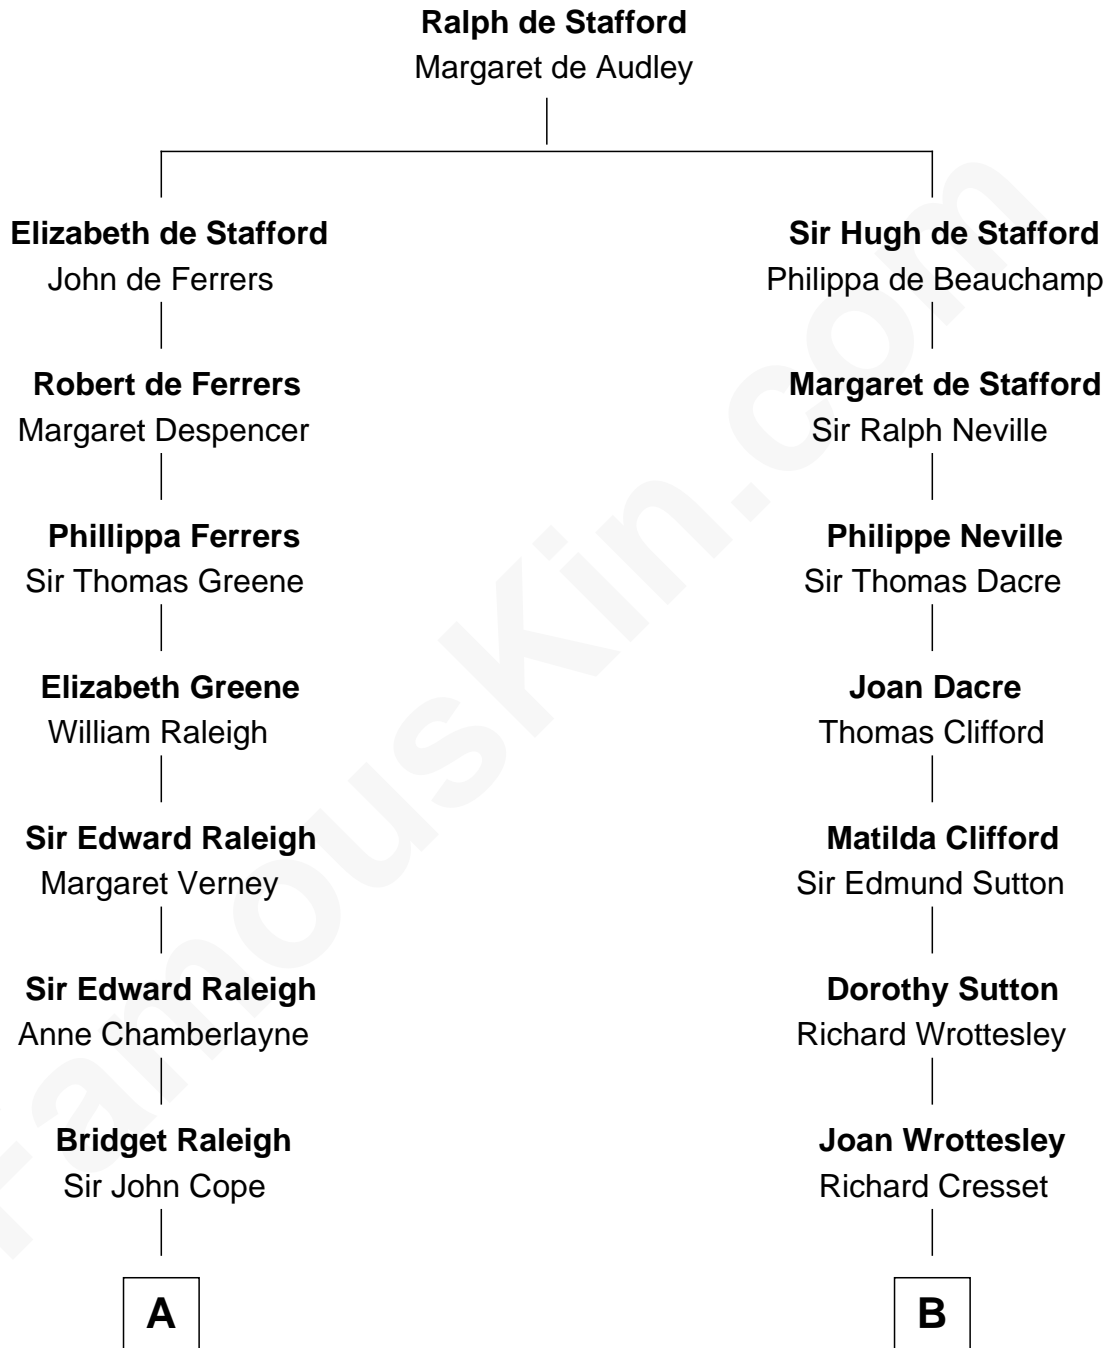 Ralph de Stafford
Margaret de Audley
Elizabeth de Stafford
John de Ferrers
Sir Hugh de Stafford
Philippa de Beauchamp
Robert de Ferrers
Margaret Despencer
Margaret de Stafford
Sir Ralph Neville
Phillippa Ferrers
Sir Thomas Greene
Philippe Neville
Sir Thomas Dacre
Elizabeth Greene
William Raleigh
Joan Dacre
Thomas Clifford
Sir Edward Raleigh
Margaret Verney
Matilda Clifford
Sir Edmund Sutton
Sir Edward Raleigh
Anne Chamberlayne
Dorothy Sutton
Richard Wrottesley
Bridget Raleigh
Sir John Cope
Joan Wrottesley
Richard Cresset
A
B
FamousKin.com